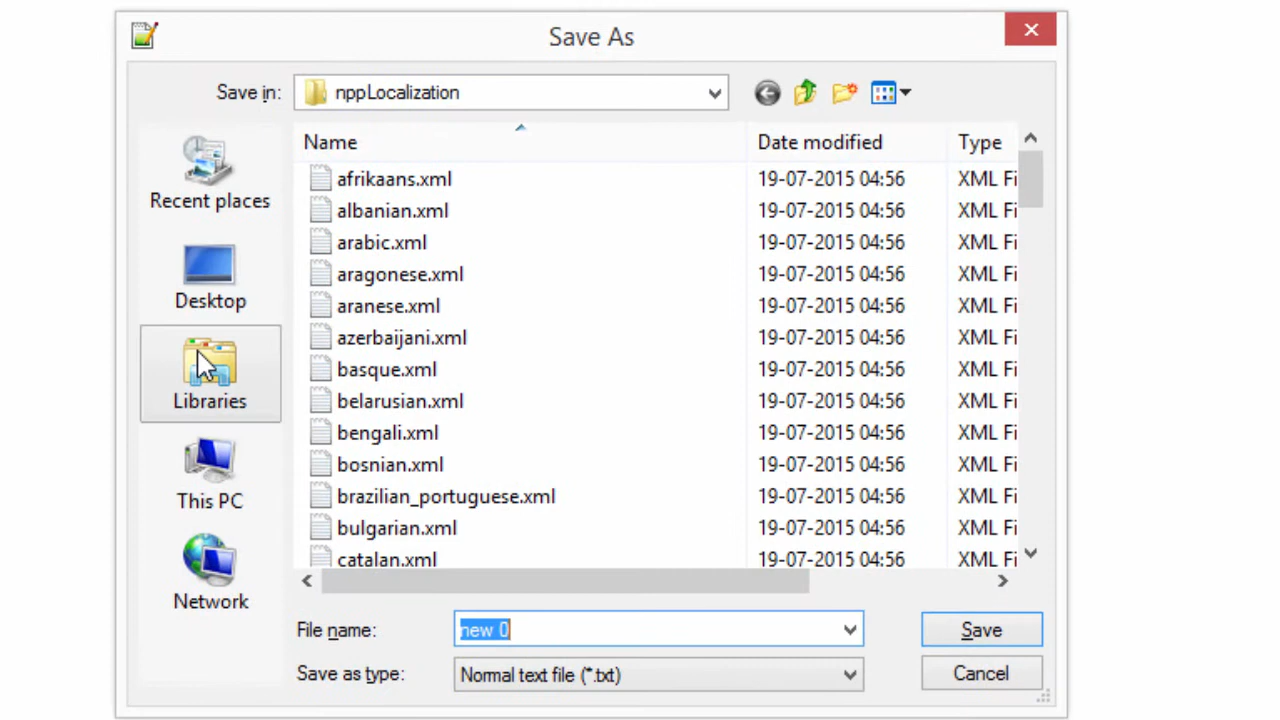 Save As
Save in:
nppLocalization
Name
Date modified
Type
afrikaans.xml
19-07-2015 04:56
XML Fi
albanian.xml
19-07-2015 04:56
XML Fi
arabic.xml
19-07-2015 04:56
XML Fi
aragonese.xml
19-07-2015 04:56
XML Fi
aranese.xml
19-07-2015 04:56
XML Fi
azerbaijani.xml
19-07-2015 04:56
XML Fi
basque.xml
19-07-2015 04:56
XML Fi
belarusian.xml
19-07-2015 04:56
XML Fi
bengali.xml
19-07-2015 04:56
XML Fi
bosnian.xml
19-07-2015 04:56
XML Fi
brazilian_portuguese.xml
19-07-2015 04:56
XML Fi
bulgarian.xml
19-07-2015 04:56
XML Fi
catalan.xml
19-07-2015 04:56
XML Fi
Recent places
Desktop
Libraries
This PC
Network
File name:
new 0
Save
Save as type:
Normal text file (*.txt)
Cancel